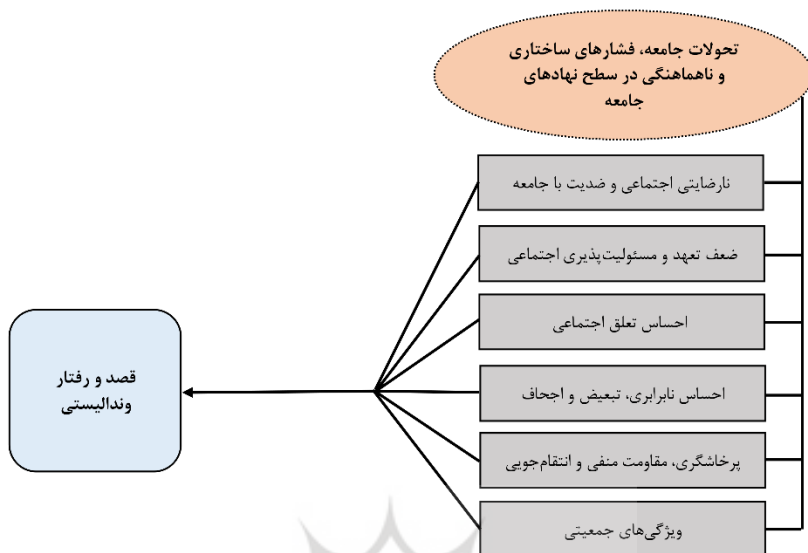 تحولات جامعه، فشارهای ساختاری
و ناهماهنگی در سطح نهادهای
جامعه
نارضایتی اجتماعی و ضدیت با جامعه
ضعف تعهد و مسئولیت‌پذیری اجتماعی
احساس تعلق اجتماعی
احساس نابرابری، تبعیض و اجحاف
پرخاشگری، مقاومت منفی و انتقام‌جویی
ویژگی‌های جمعیتی
قصد و رفتار
وندالیستی